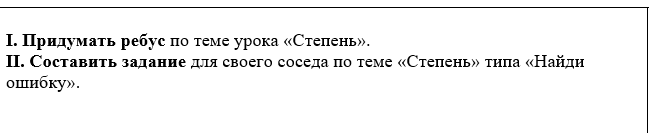 I. Придумать ребус по теме урока «Степень».
II. Составить задание для своего соседа по теме «Степень» типа «Найди
ошибку».